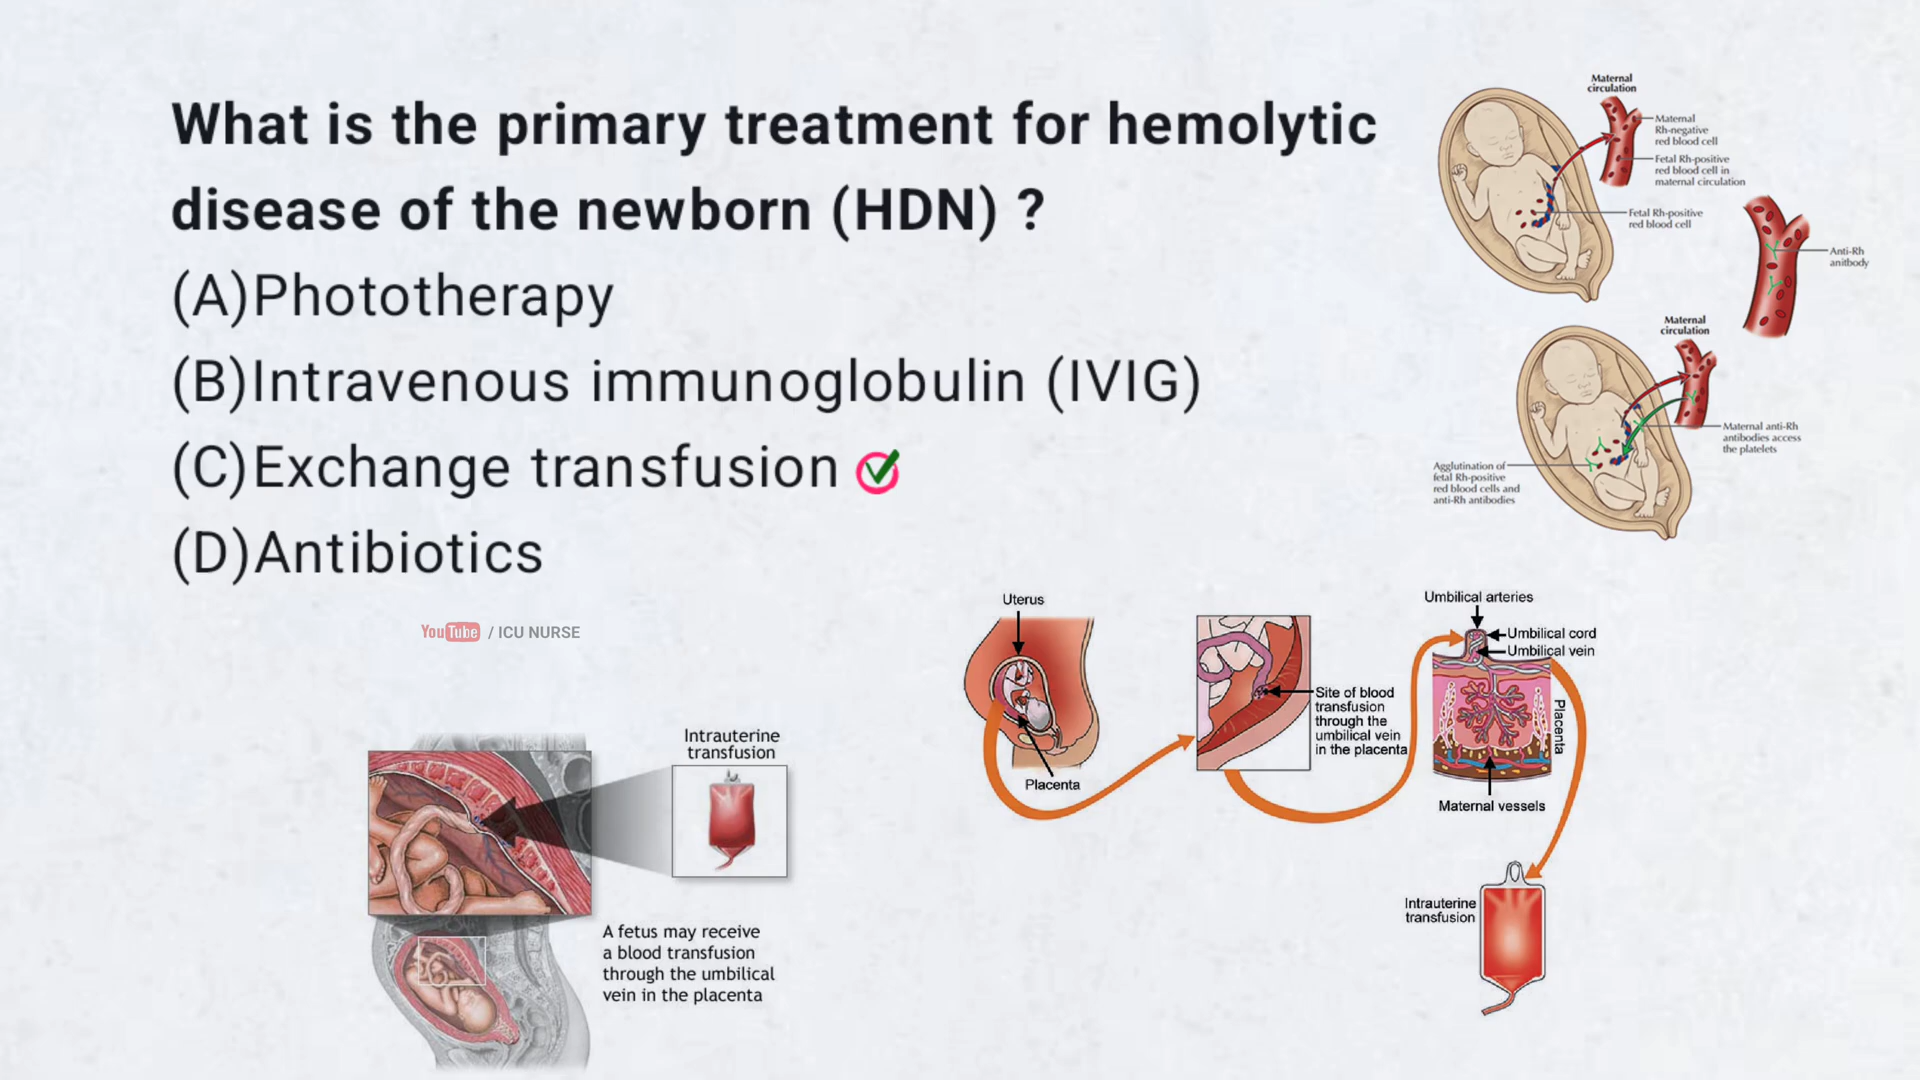 What is the primary treatment for hemolytic
disease of the newborn (HDN) ?
(A)Phototherapy
(B)Intravenous immunoglobulin (IVIG)
(C)Exchange transfusion
(D)Antibiotics
YouTube / ICU NURSE
Maternal
circulation
Maternal
Rh-negative
red blood cell
Fetal Rh-positive
red blood cell in
maternal circulation
Fetal Rh-positive
red blood cell
Anti-Rh
anitbody
Maternal
circulation
Maternal anti-Rh
antibodies access
the platelets
Agglutination of
fetal Rh-positive
red blood cells and
anti-Rh antibodies
Intrauterine
transfusion
A fetus may receive
a blood transfusion
through the umbilical
vein in the placenta
Uterus
Placenta
Site of blood
transfusion
through the
umbilical vein
in the placenta
Umbilical arteries
Umbilical cord
Umbilical vein
Placenta
Maternal vessels
Intrauterine
transfusion